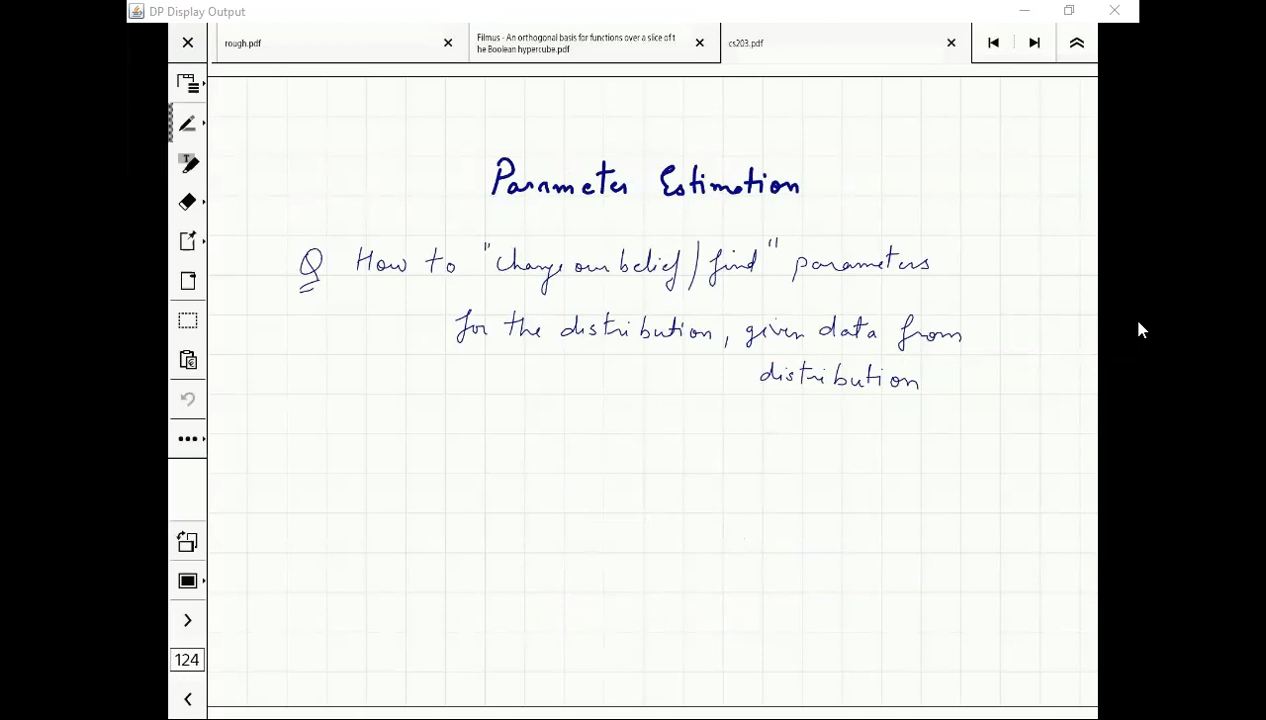 DP Display Output
rough.pdf
Filmus - An orthogonal basis for functions over a slice of t
he Boolean hypercube.pdf
cs203.pdf
Parameter Estimation
Q How to "change our belief/find" parameters
for the distribution, given data from
distribution
124